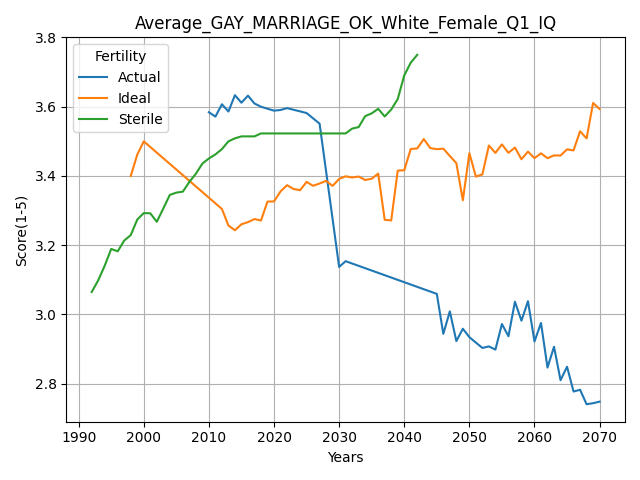 Average_GAY_MARRIAGE_OK_White_Female_Q1_IQ
Fertility
Actual
Ideal
Sterile
Score(1-5)
3.8
3.6
3.4
3.2
3.0
2.8
1990 2000 2010 2020 2030 2040 2050 2060 2070
Years